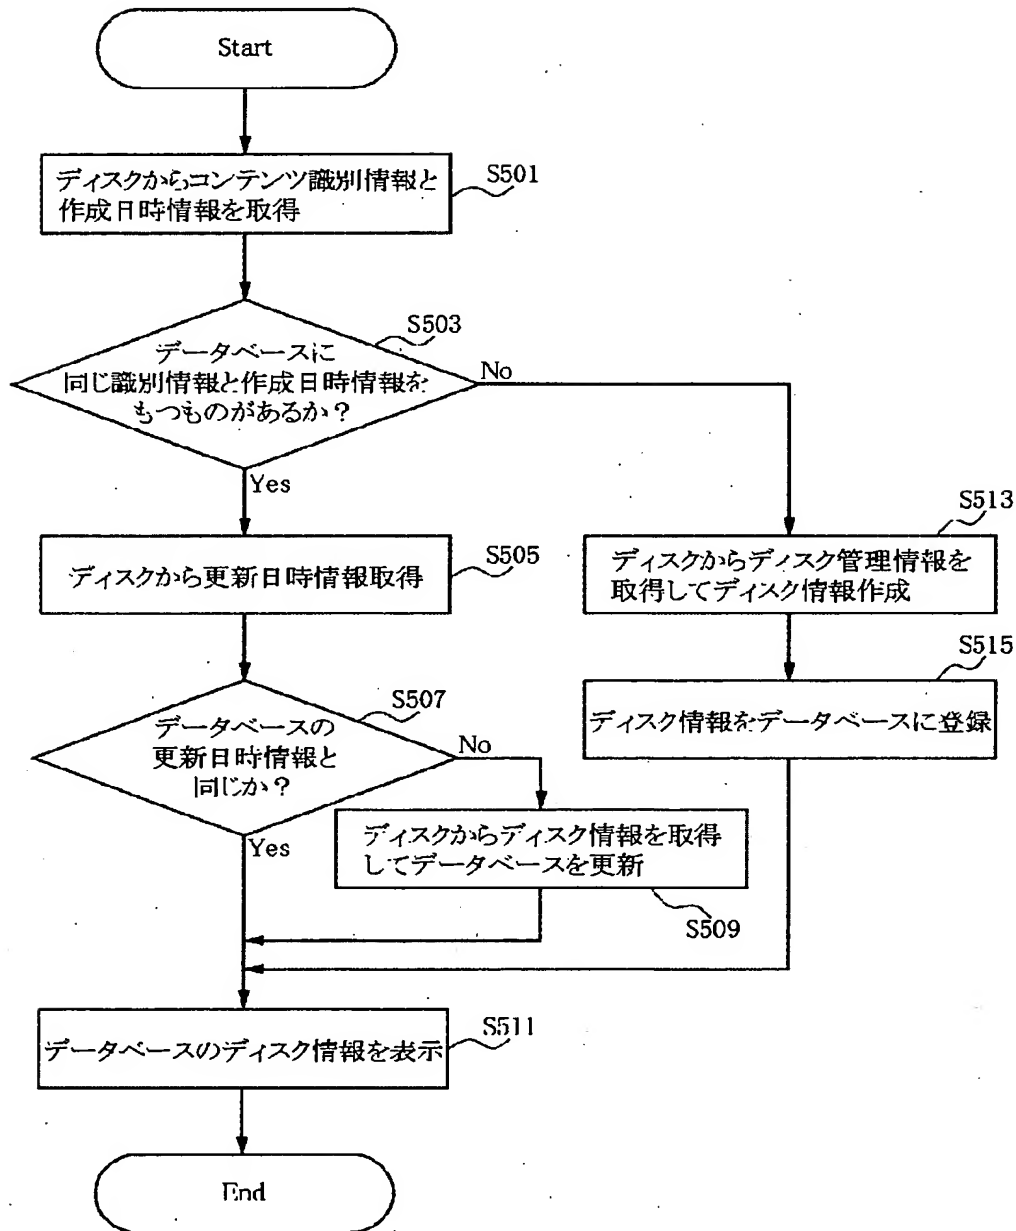 Start
ディスクからコンテンツ識別情報と
作成日時情報を取得
S501
データベースに
同じ識別情報と作成日時情報を
もつものがあるか？
S503
No
Yes
ディスクから更新日時情報取得
S505
ディスクからディスク管理情報を
取得してディスク情報作成
S513
データベースの
更新日時情報と
同じか？
S507
No
Yes
ディスク情報をデータベースに登録
S515
ディスクからディスク情報を取得
してデータベースを更新
S509
データベースのディスク情報を表示
S511
End